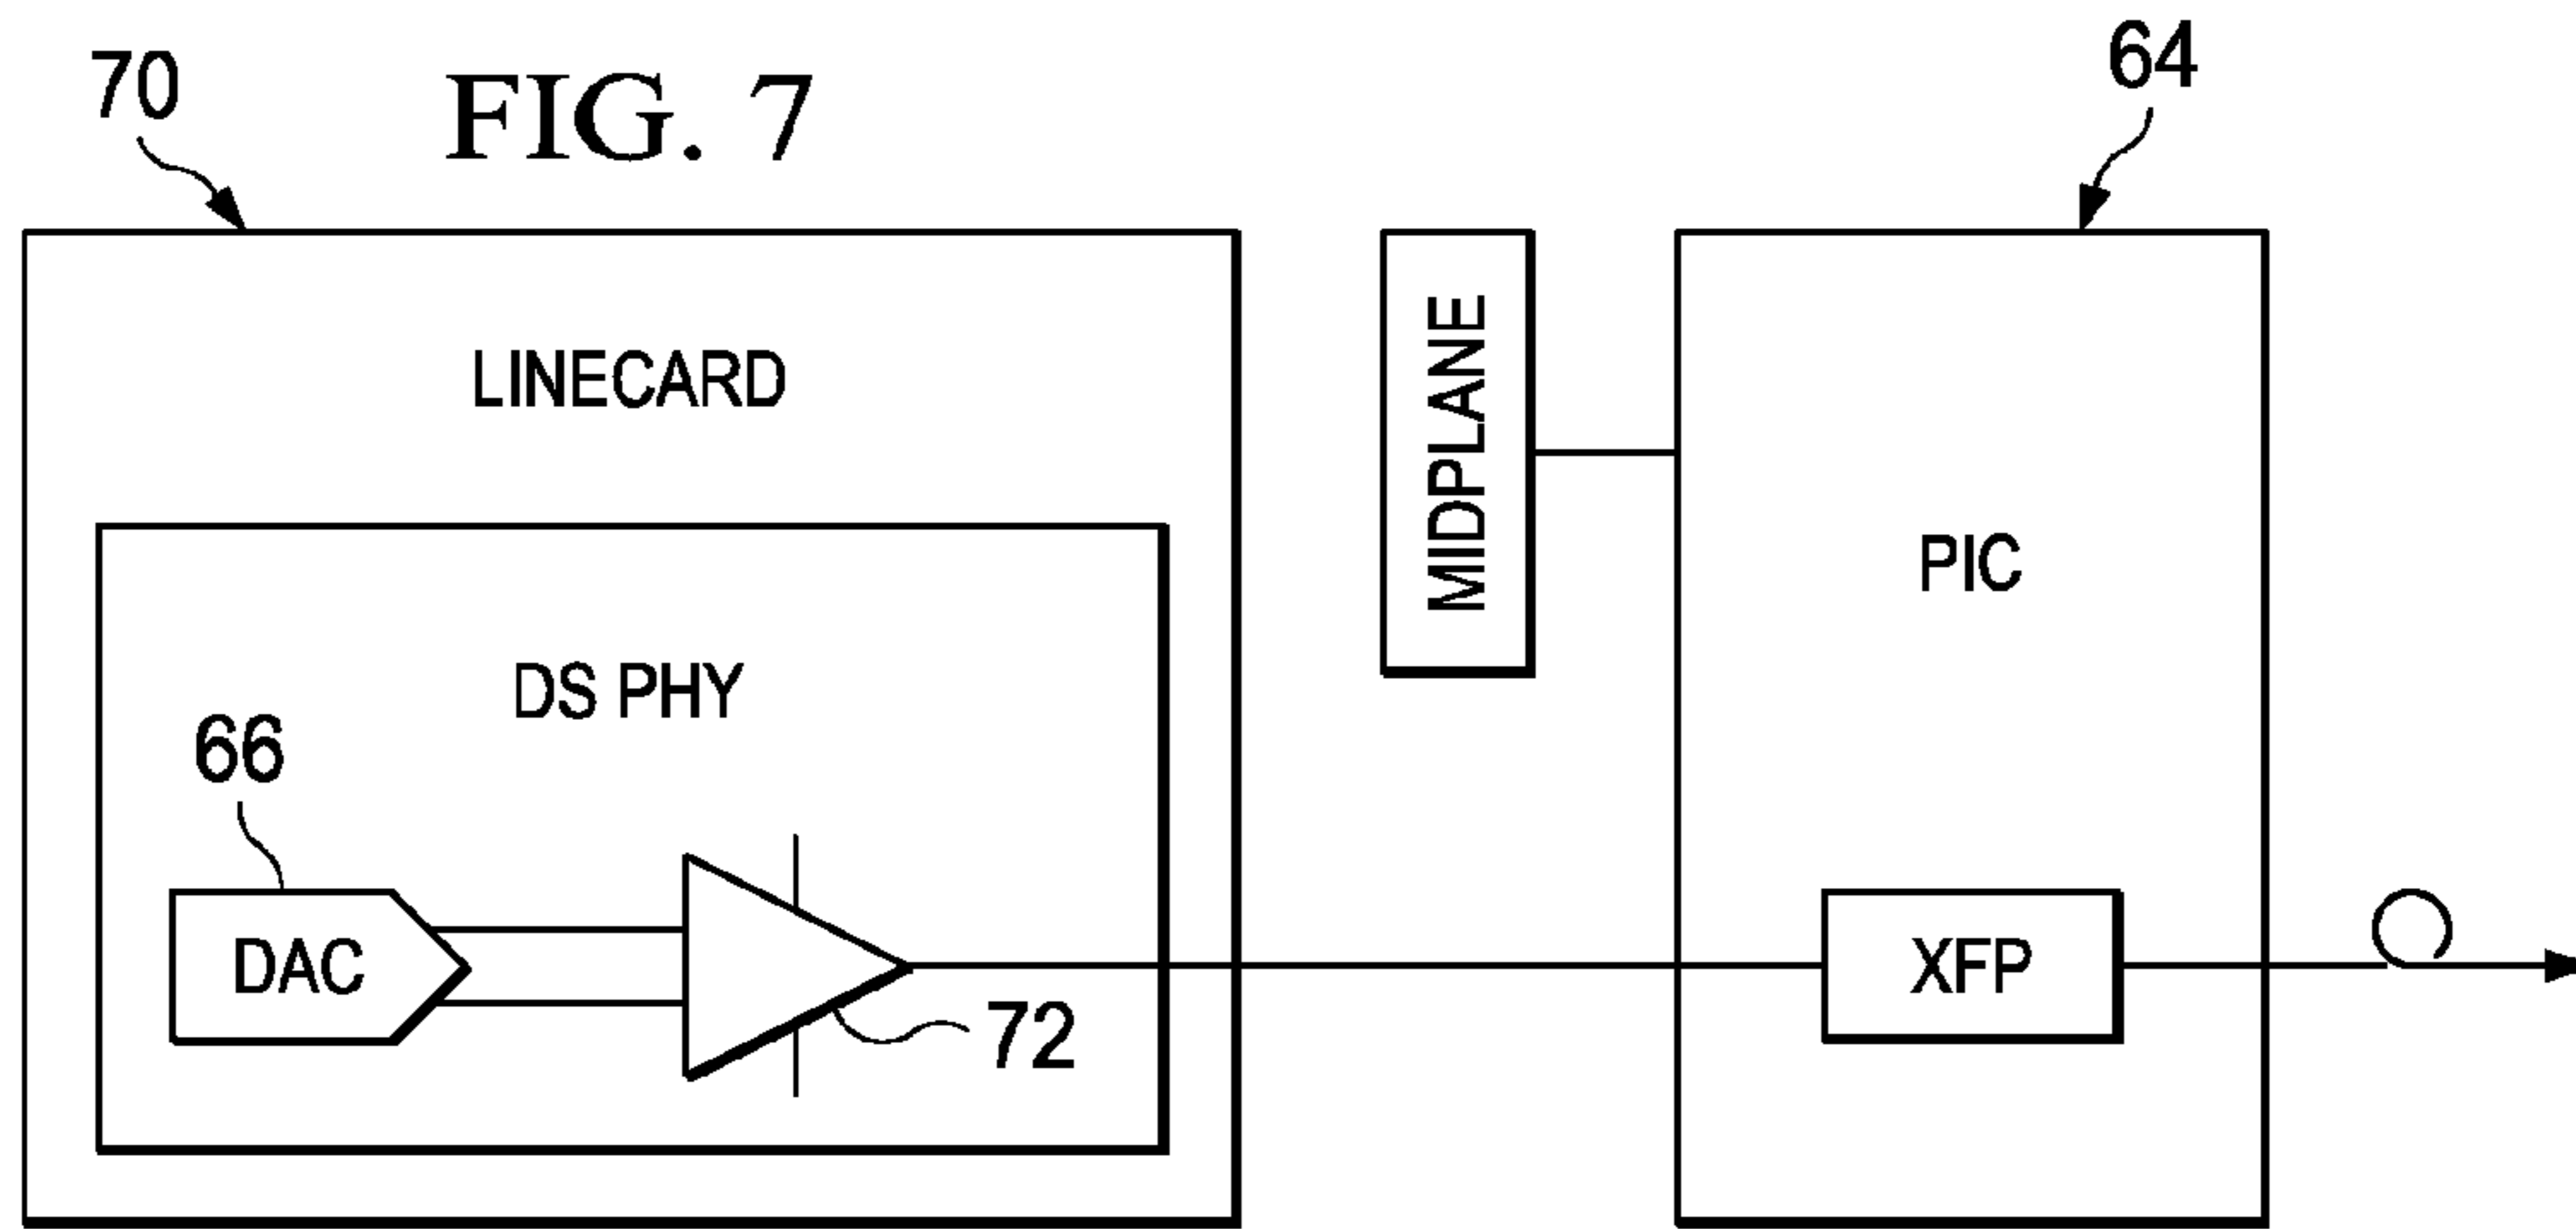 FIG. 7
70
64
LINECARD
MIDPLANE
PIC
DS PHY
66
DAC
72
XFP